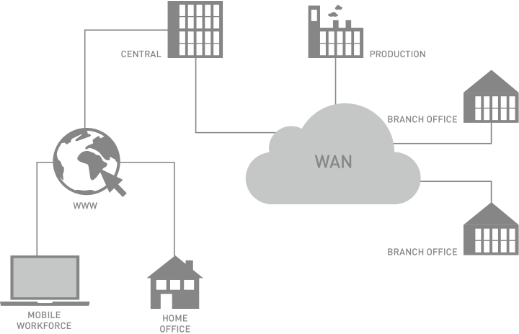 CENTRAL
PRODUCTION
BRANCH OFFICE
WAN
WWW
BRANCH OFFICE
MOBILE
WORKFORCE
HOME
OFFICE